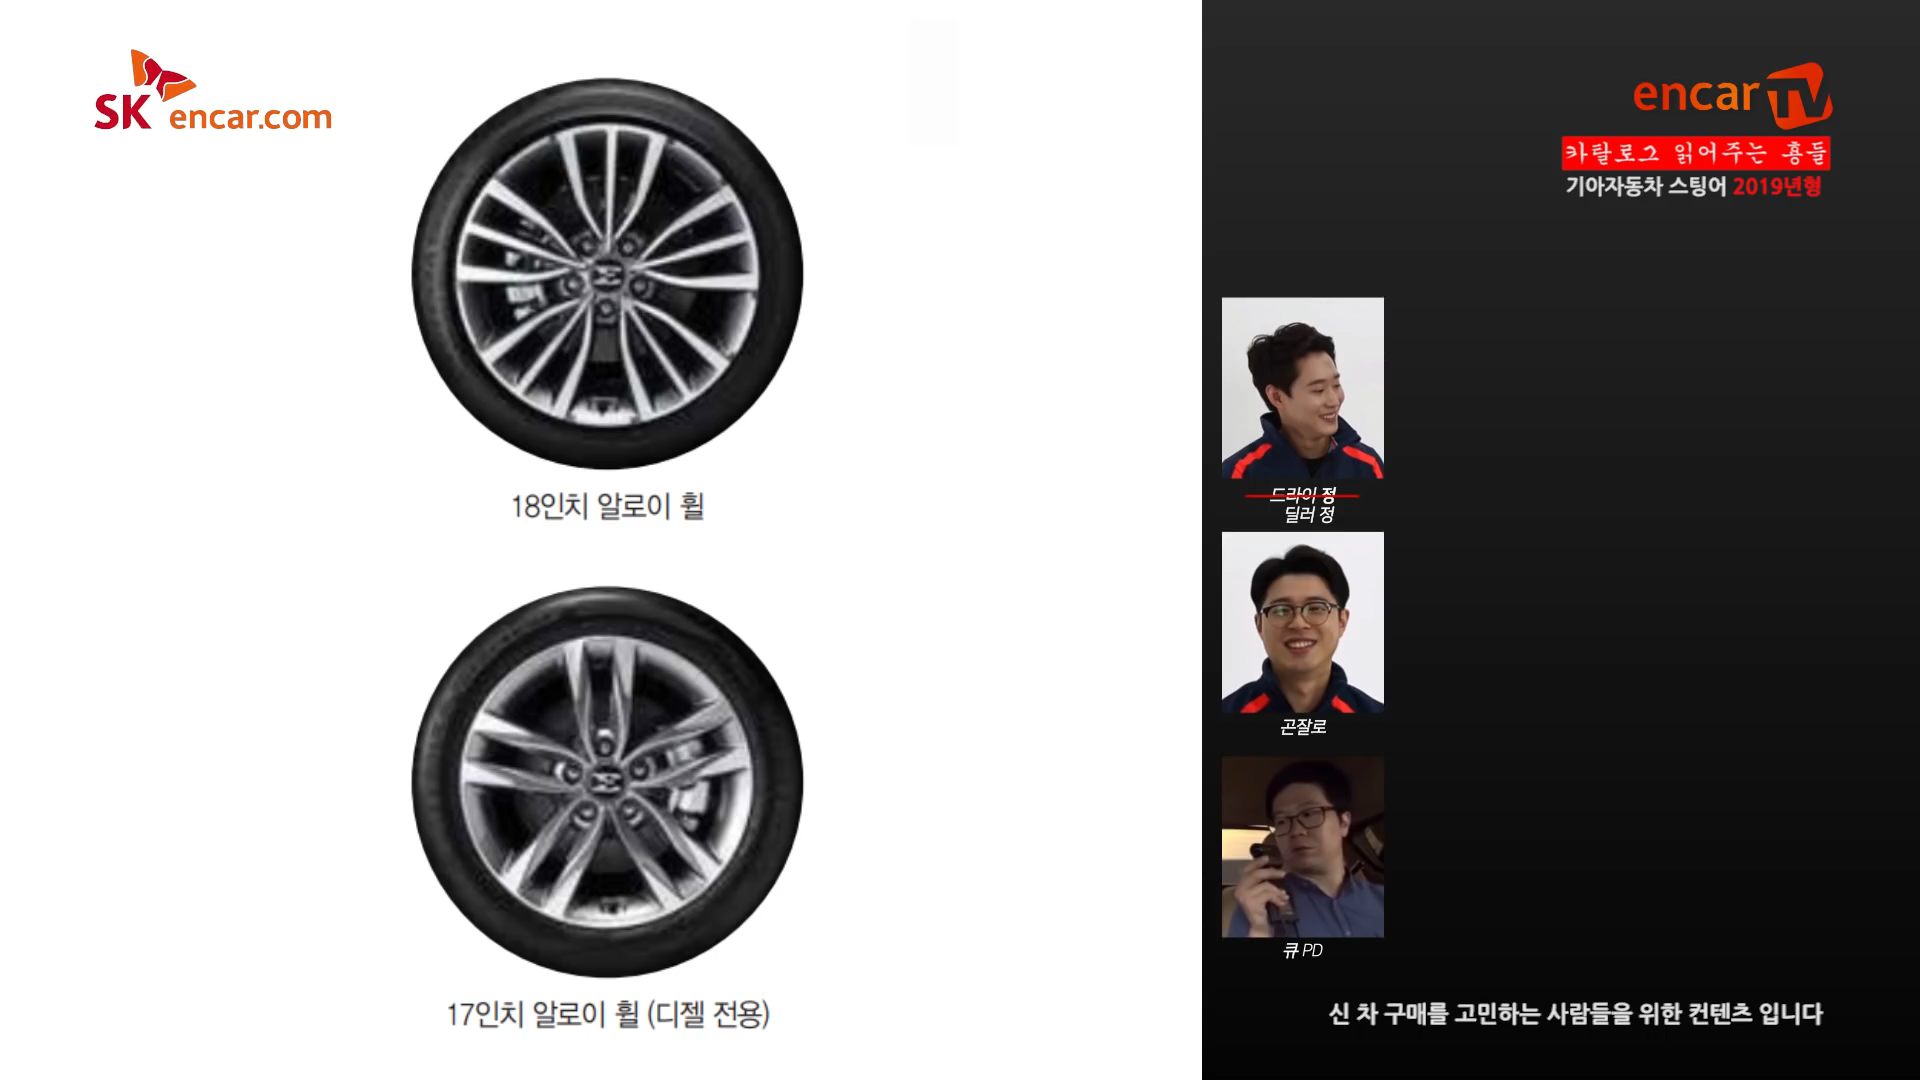 SK encar.com
18인치 알로이 휠
17인치 알로이 휠 (디젤 전용)
encar TV
카탈로그 읽어주는 흉들
기아자동차 스팅어 2019년형
드라이 정
딜러 정
곤잘로
큐 PD
신 차 구매를 고민하는 사람들을 위한 컨텐츠 입니다